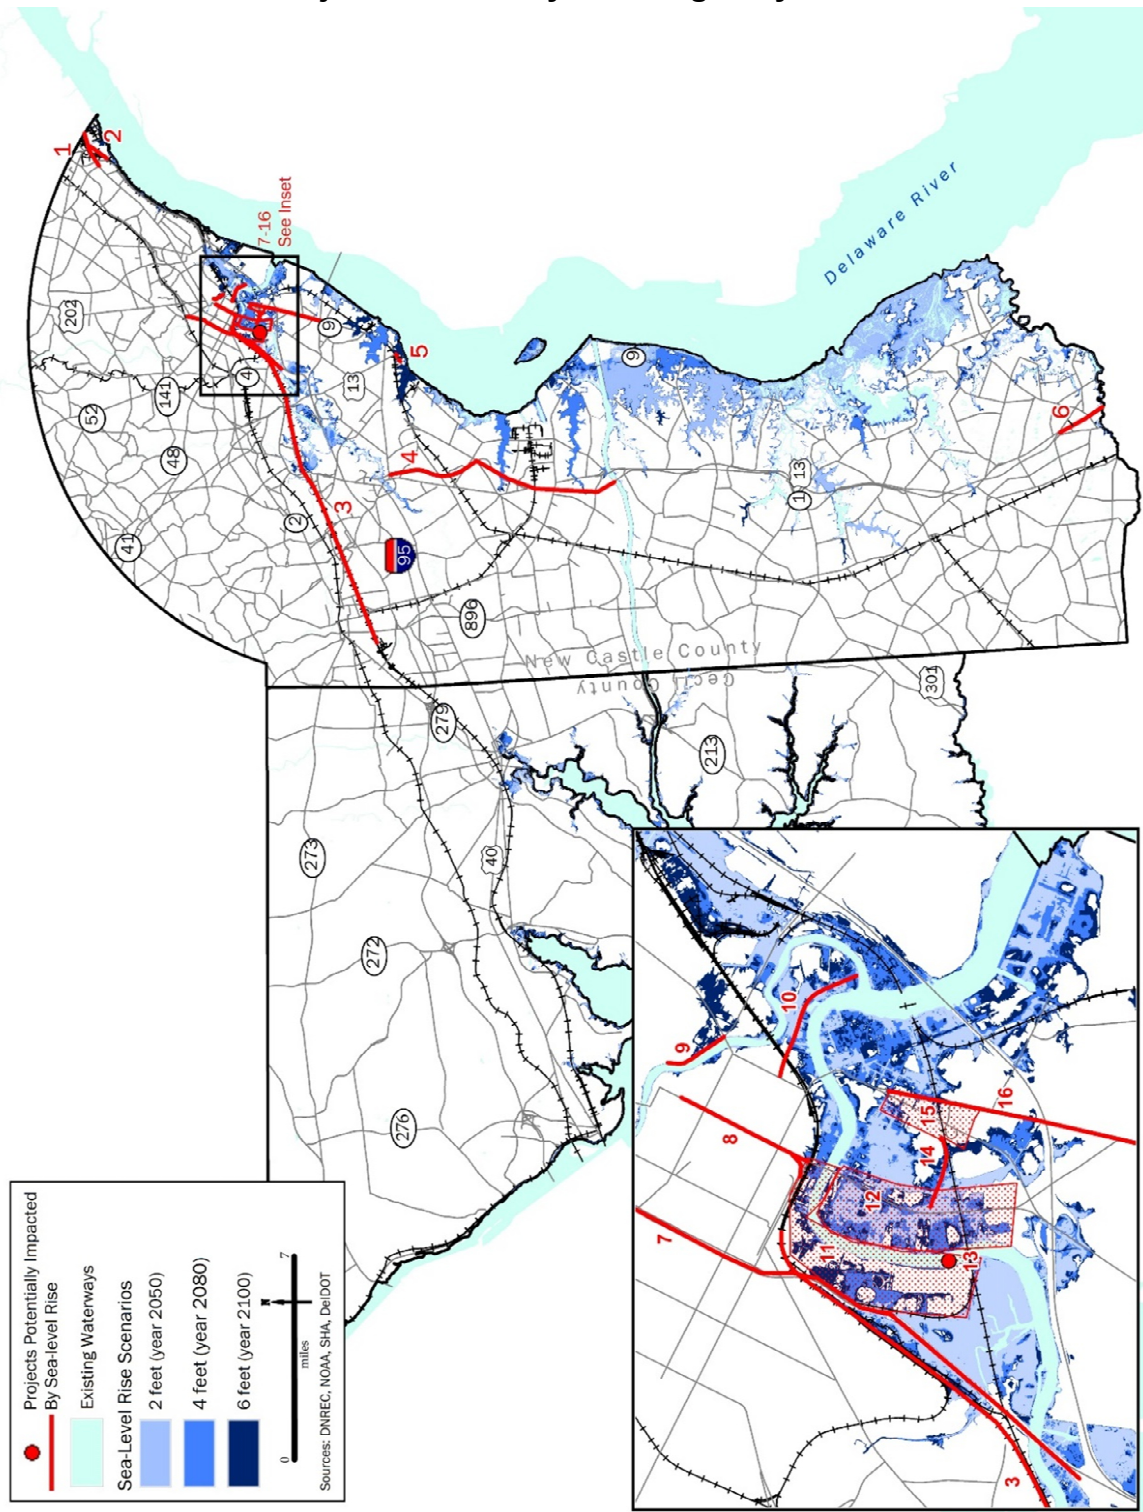 Projects Potentially Impacted
By Sea-level Rise
Existing Waterways
Sea-Level Rise Scenarios
2 feet (year 2050)
4 feet (year 2080)
6 feet (year 2100)
N
0
7
miles
Sources: DNREC, NOAA, SHA, DelDOT
1
2
202
52
141
48
41
2
4
7-16
See Inset
9
13
5
3
4
95
896
9
Delaware River
1
13
6
New Castle County
Cecil County
301
279
213
273
40
272
276
7
8
9
10
11
12
13
14
15
16
3